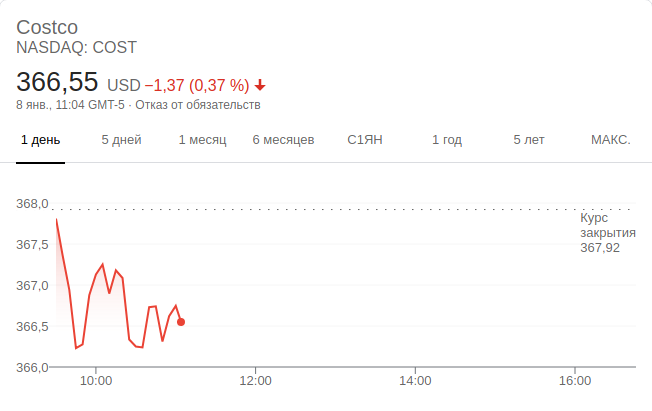 Costco
NASDAQ: COST
366,55 USD −1,37 (0,37 %)
8 янв., 11:04 GMT-5 · Отказ от обязательств
1 день 5 дней 1 месяц 6 месяцев С1ЯН 1 год 5 лет МАКС.
368,0
Курс
закрытия
367,92
367,5
367,0
366,5
366,0
10:00 12:00 14:00 16:00